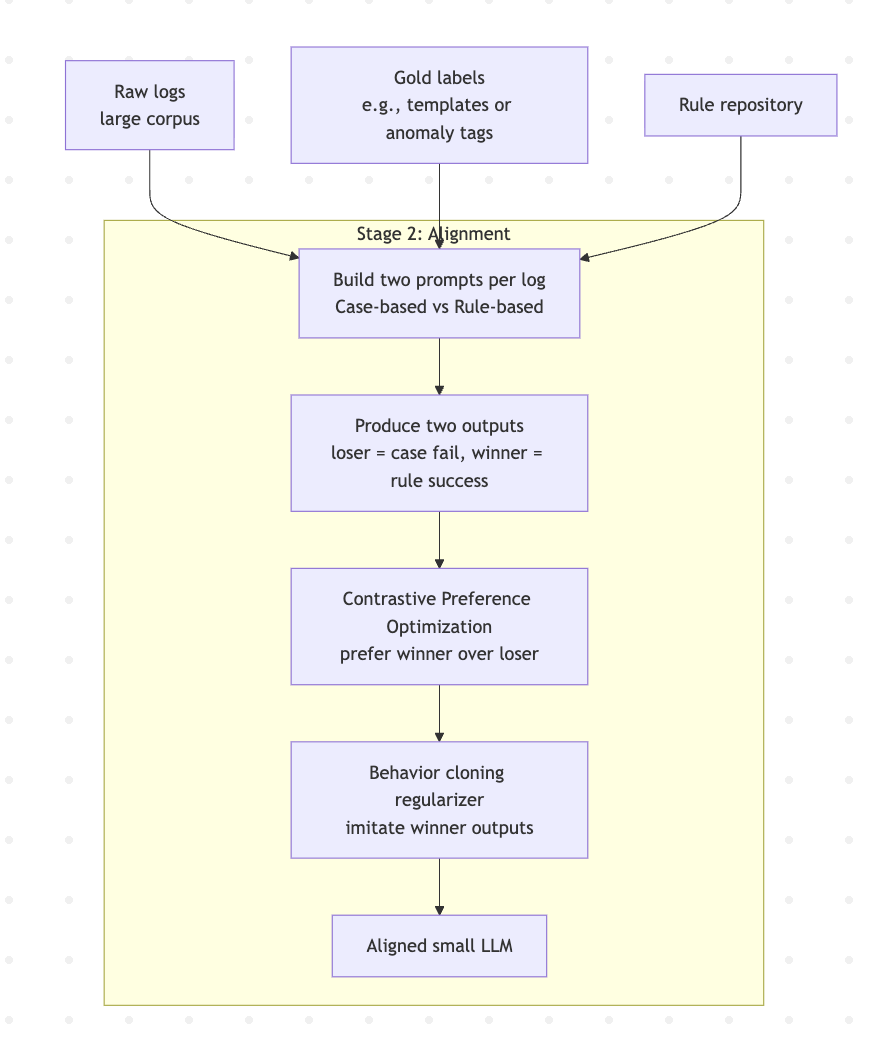 Raw logs
large corpus
Gold labels
e.g., templates or
anomaly tags
Rule repository
Stage 2: Alignment
Build two prompts per log
Case-based vs Rule-based
Produce two outputs
loser = case fail, winner =
rule success
Contrastive Preference
Optimization
prefer winner over loser
Behavior cloning
regularizer
imitate winner outputs
Aligned small LLM